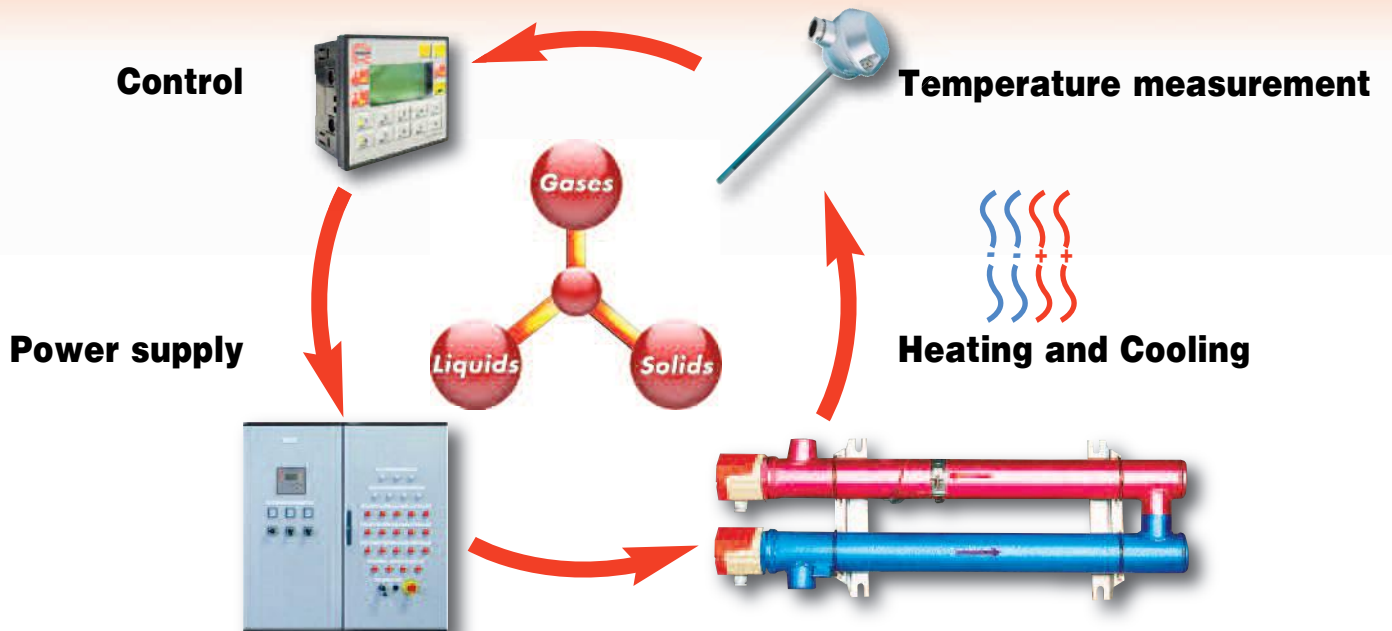 Control
Temperature measurement
Gases
Power supply
Liquids
Solids
Heating and Cooling